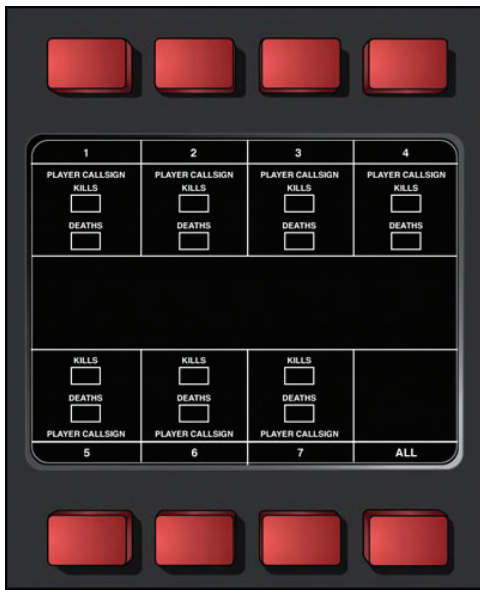 1 2 3 4
PLAYER CALLSIGN PLAYER CALLSIGN PLAYER CALLSIGN PLAYER CALLSIGN
KILLS KILLS KILLS KILLS
DEATHS DEATHS DEATHS DEATHS
KILLS KILLS KILLS
DEATHS DEATHS DEATHS
PLAYER CALLSIGN PLAYER CALLSIGN PLAYER CALLSIGN
5 6 7 ALL